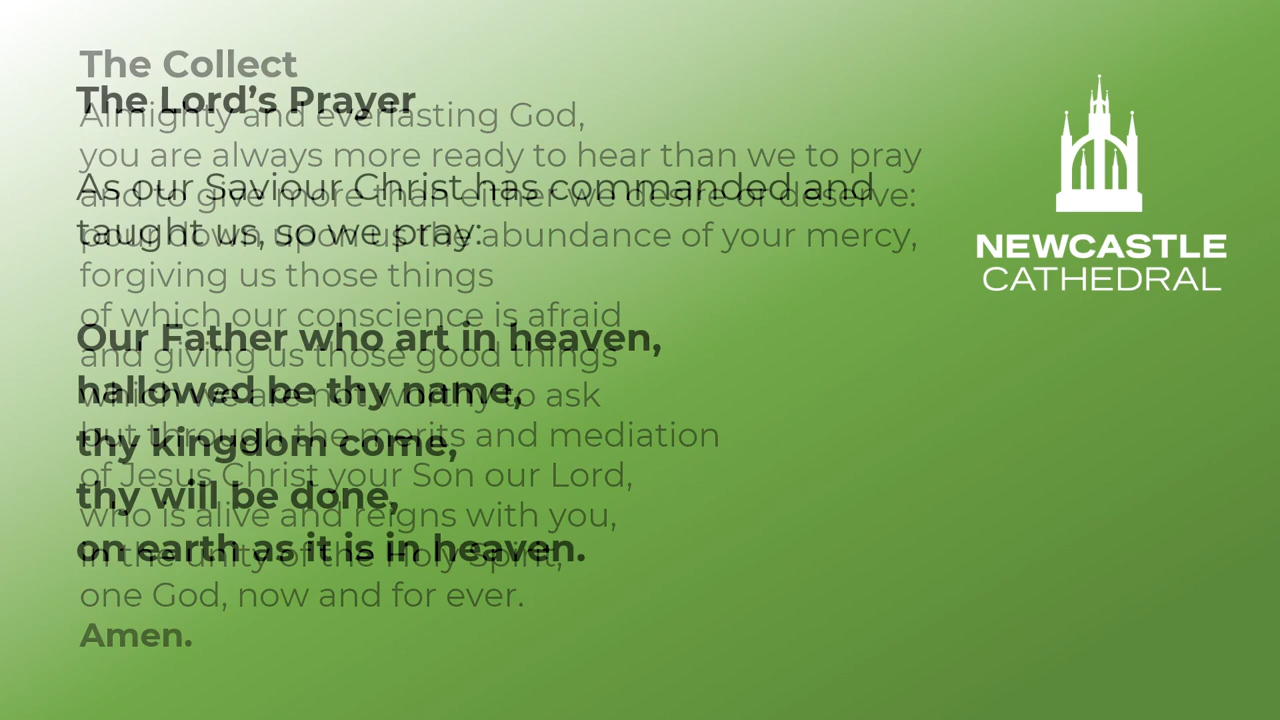 The Collect
Almighty and everlasting God,
you are always more ready to hear than we to pray
and to give more than either we desire or deserve:
pour down upon us the abundance of your mercy,
forgiving us those things
of which our conscience is afraid
and giving us those good things
which we are not worthy to ask
but through the merits and mediation
of Jesus Christ your Son our Lord,
who is alive and reigns with you,
in the unity of the Holy Spirit,
one God, now and for ever.
Amen.
The Lord’s Prayer
As our Saviour Christ has commanded and
taught us, so we pray:
Our Father who art in heaven,
hallowed be thy name,
thy kingdom come,
thy will be done,
on earth as it is in heaven.
NEWCASTLE
CATHEDRAL